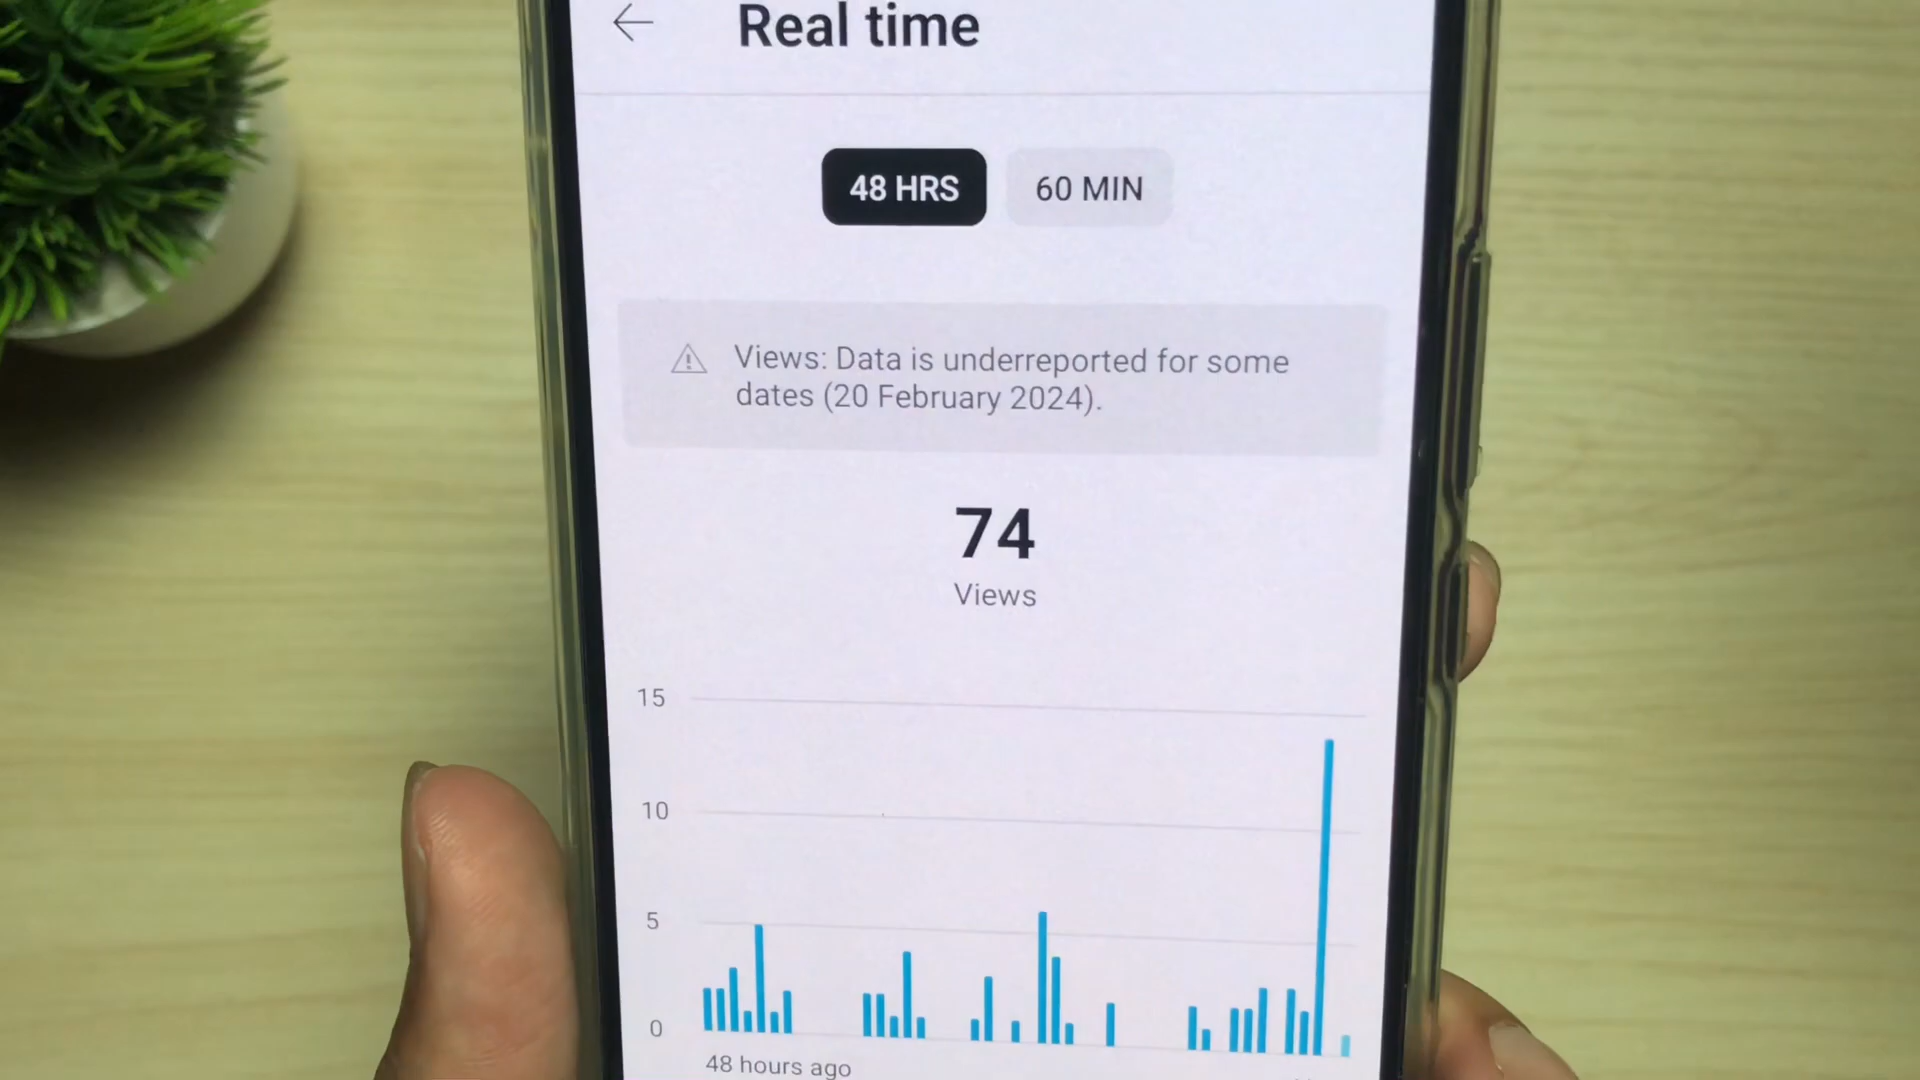 Real time
48 HRS 60 MIN
Views: Data is underreported for some
dates (20 February 2024).
74
Views
15
10
5
0
48 hours ago